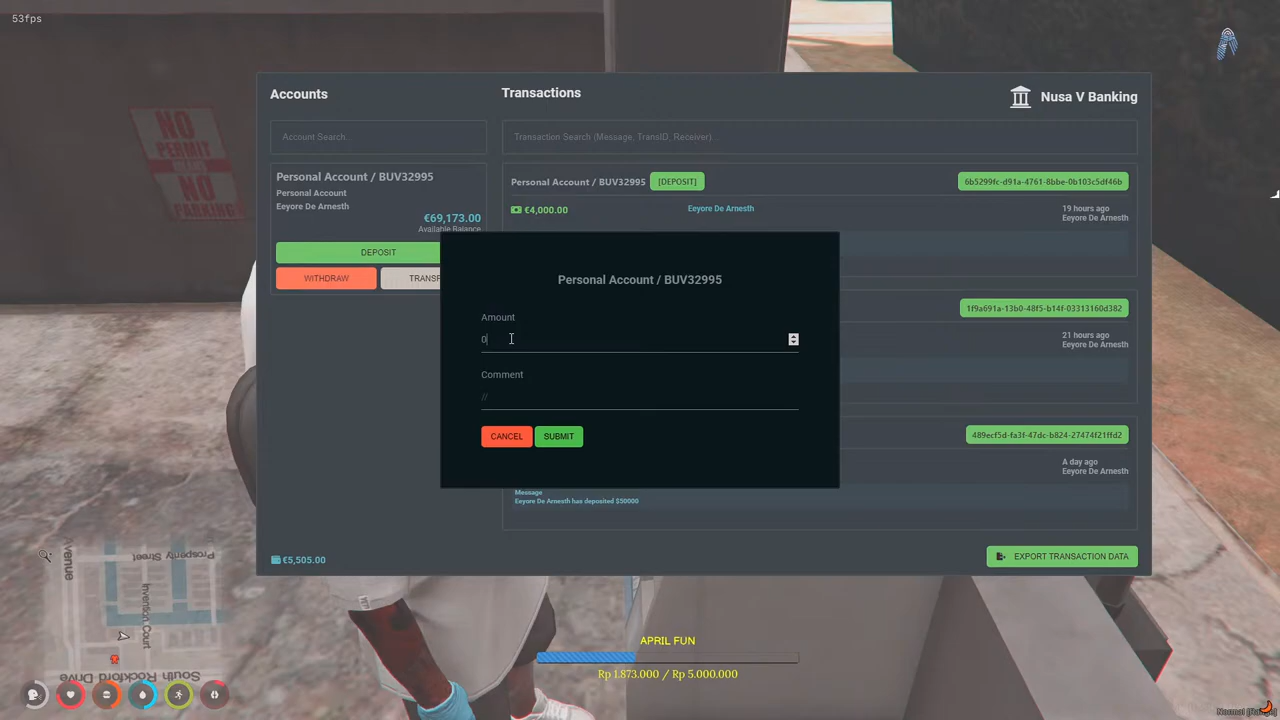 53fps
NO
PERMIT
NO
PARKING
Accounts
Account Search...
Personal Account / BUV32995
Personal Account
Eeyore De Arnesth
€69,173.00
Available Balance
DEPOSIT
WITHDRAW
TRANSF
€5,505.00
Transactions
Nusa V Banking
Transaction Search (Message, TransID, Receiver)...
Personal Account / BUV32995
[DEPOSIT]
6b5299fc-d91a-4761-8bbe-0b103c5df46b
€4,000.00
Eeyore De Arnesth
19 hours ago
Eeyore De Arnesth
1f9a691a-13b0-48f5-b14f-03313160d382
21 hours ago
Eeyore De Arnesth
489ecf5d-fa3f-47dc-b824-27474f21ffd2
A day ago
Eeyore De Arnesth
Message
Eeyore De Arnesth has deposited $50000
EXPORT TRANSACTION DATA
Personal Account / BUV32995
Amount
0
Comment
//
CANCEL
SUBMIT
Avenue
Prosperity Street
Invention Court
South Rockford Drive
APRIL FUN
Rp 1.873.000 / Rp 5.000.000